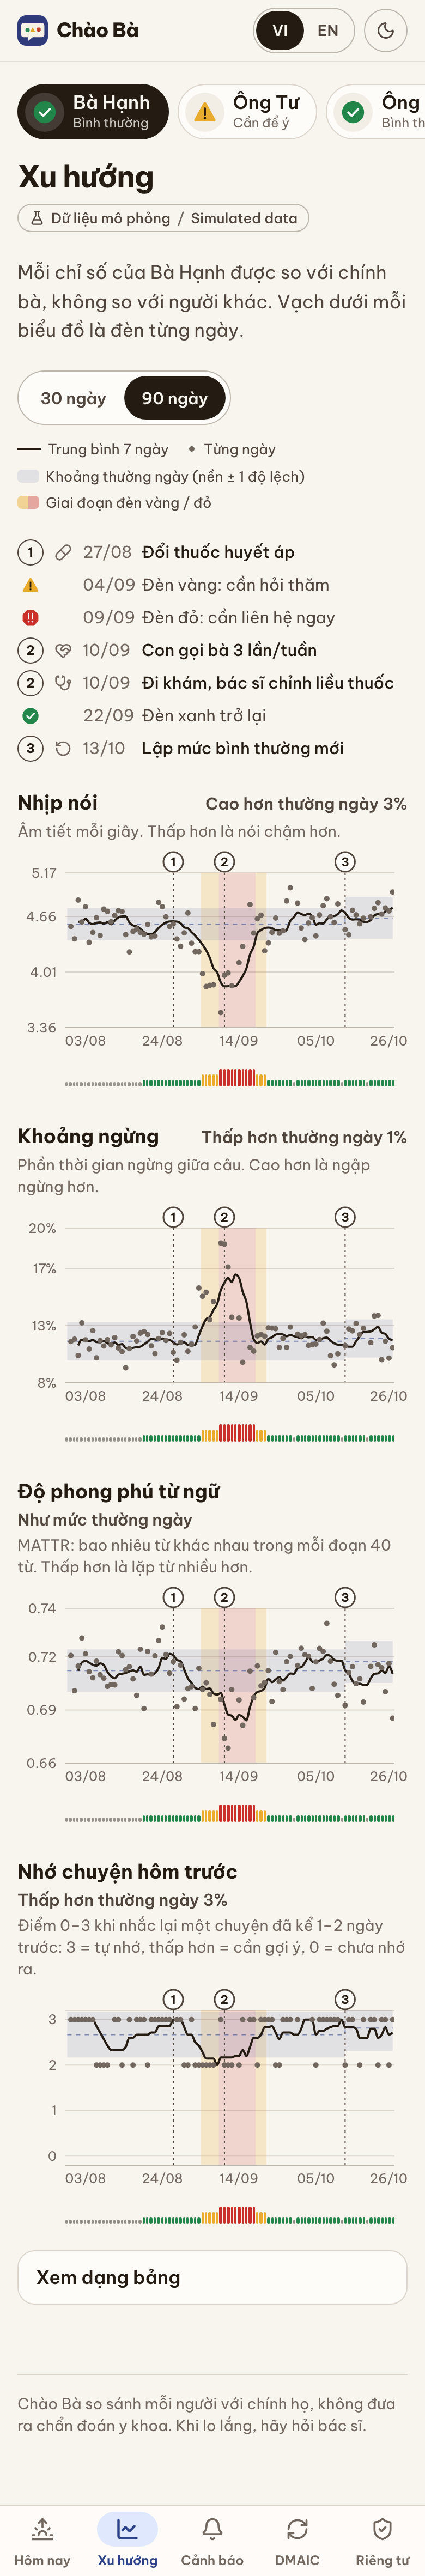 Chào Bà
VI EN
Bà Hạnh
Bình thường
Ông Tư
Cần để ý
Ông
Bình th
Xu hướng
Dữ liệu mô phỏng / Simulated data
Mỗi chỉ số của Bà Hạnh được so với chính
bà, không so với người khác. Vạch dưới mỗi
biểu đồ là đèn từng ngày.
30 ngày 90 ngày
Trung bình 7 ngày Từng ngày
Khoảng thường ngày (nền ± 1 độ lệch)
Giai đoạn đèn vàng / đỏ
1 27/08 Đổi thuốc huyết áp
04/09 Đèn vàng: cần hỏi thăm
09/09 Đèn đỏ: cần liên hệ ngay
2 10/09 Con gọi bà 3 lần/tuần
2 10/09 Đi khám, bác sĩ chỉnh liều thuốc
22/09 Đèn xanh trở lại
3 13/10 Lập mức bình thường mới
Nhịp nói Cao hơn thường ngày 3%
Âm tiết mỗi giây. Thấp hơn là nói chậm hơn.
1 2 3
5.17
4.66
4.01
3.36
03/08 24/08 14/09 05/10 26/10
Khoảng ngừng Thấp hơn thường ngày 1%
Phần thời gian ngừng giữa câu. Cao hơn là ngập
ngừng hơn.
1 2 3
20%
17%
13%
8%
03/08 24/08 14/09 05/10 26/10
Độ phong phú từ ngữ
Như mức thường ngày
MATTR: bao nhiêu từ khác nhau trong mỗi đoạn 40
từ. Thấp hơn là lặp từ nhiều hơn.
1 2 3
0.74
0.72
0.69
0.66
03/08 24/08 14/09 05/10 26/10
Nhớ chuyện hôm trước
Thấp hơn thường ngày 3%
Điểm 0–3 khi nhắc lại một chuyện đã kể 1–2 ngày
trước: 3 = tự nhớ, thấp hơn = cần gợi ý, 0 = chưa nhớ
ra.
1 2 3
3
2
1
0
03/08 24/08 14/09 05/10 26/10
Xem dạng bảng
Chào Bà so sánh mỗi người với chính họ, không đưa
ra chẩn đoán y khoa. Khi lo lắng, hãy hỏi bác sĩ.
Hôm nay Xu hướng Cảnh báo DMAIC Riêng tư